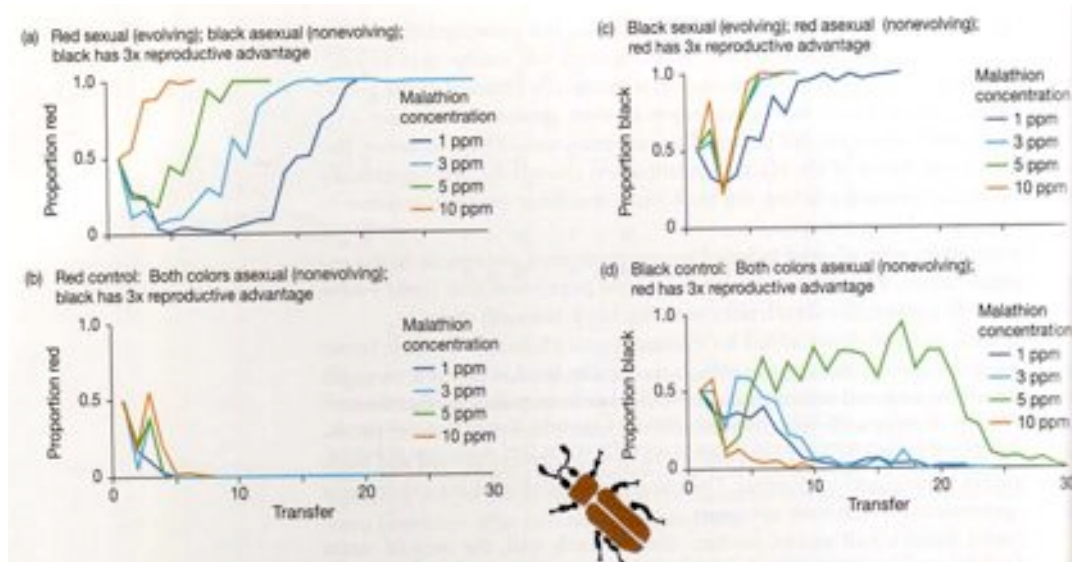 (a) Red sexual (evolving); black asexual (nonevolving);
black has 3x reproductive advantage
1.0
0.5
0
Proportion red
Malathion
concentration
1 ppm
3 ppm
5 ppm
10 ppm
(b) Red control: Both colors asexual (nonevolving);
black has 3x reproductive advantage
1.0
0.5
0
Proportion red
Malathion
concentration
1 ppm
3 ppm
5 ppm
10 ppm
0 10 20 30
Transfer
(c) Black sexual (evolving); red asexual (nonevolving);
red has 3x reproductive advantage
1.0
0.5
0
Proportion black
Malathion
concentration
1 ppm
3 ppm
5 ppm
10 ppm
(d) Black control: Both colors asexual (nonevolving);
red has 3x reproductive advantage
1.0
0.5
0
Proportion black
Malathion
concentration
1 ppm
3 ppm
5 ppm
10 ppm
0 10 20 30
Transfer